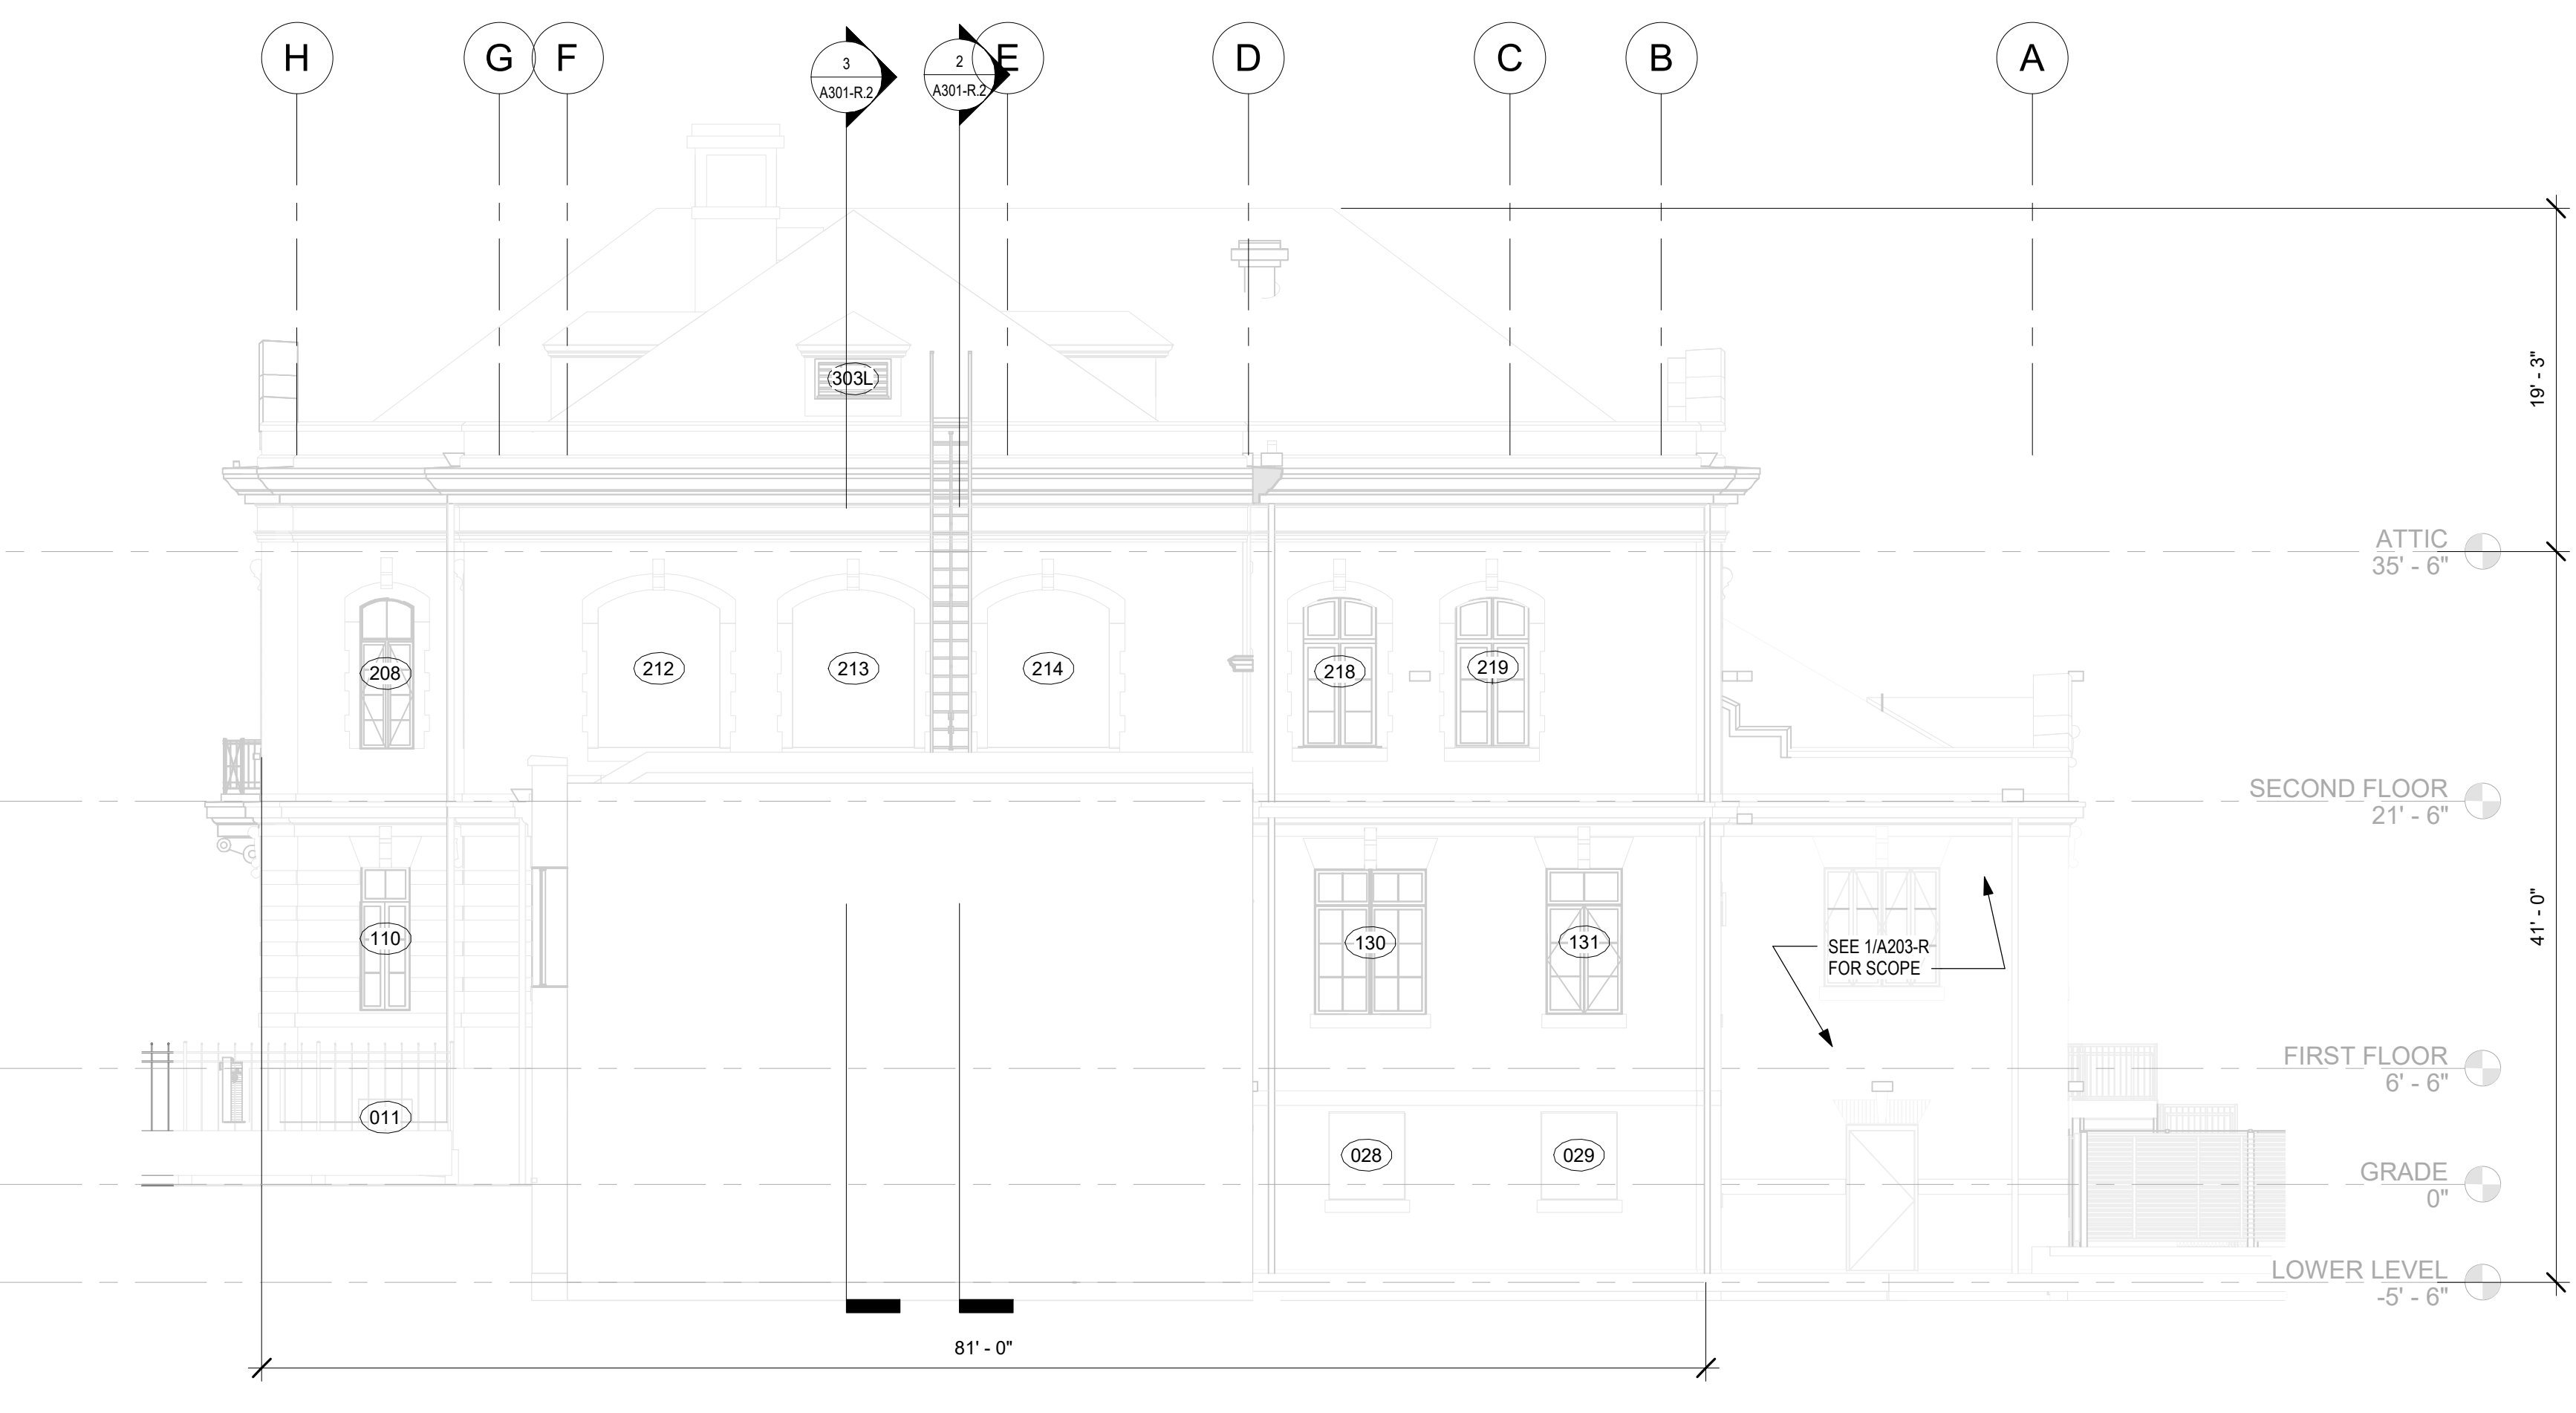 H
G
F
3
A301-R.2
2
A301-R.2
E
D
C
B
A
19' - 3"
303L
ATTIC
35' - 6"
208
212
213
214
218
219
SECOND FLOOR
21' - 6"
110
130
131
SEE 1/A203-R
FOR SCOPE
41' - 0"
FIRST FLOOR
6' - 6"
011
028
029
GRADE
0"
LOWER LEVEL
-5' - 6"
81' - 0"